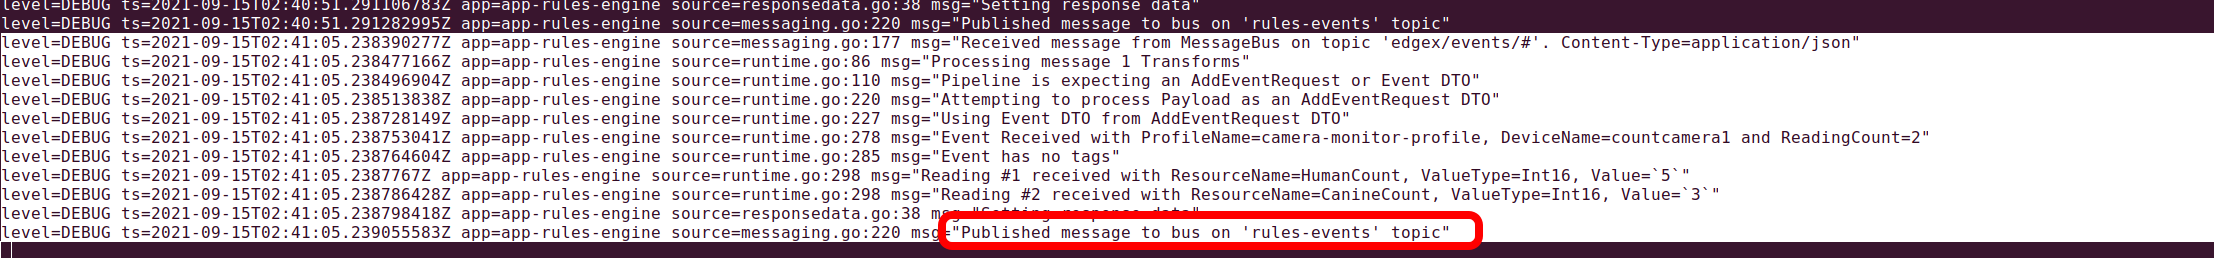 level=DEBUG ts=2021-09-15T02:40:51.291106783Z app=app-rules-engine source=responsedata.go:38 msg="Setting response data"
level=DEBUG ts=2021-09-15T02:40:51.291282995Z app=app-rules-engine source=messaging.go:220 msg="Published message to bus on 'rules-events' topic"
level=DEBUG ts=2021-09-15T02:41:05.238390277Z app=app-rules-engine source=messaging.go:177 msg="Received message from MessageBus on topic 'edgex/events/#'. Content-Type=application/json"
level=DEBUG ts=2021-09-15T02:41:05.238477166Z app=app-rules-engine source=runtime.go:86 msg="Processing message 1 Transforms"
level=DEBUG ts=2021-09-15T02:41:05.238496904Z app=app-rules-engine source=runtime.go:110 msg="Pipeline is expecting an AddEventRequest or Event DTO"
level=DEBUG ts=2021-09-15T02:41:05.238513838Z app=app-rules-engine source=runtime.go:220 msg="Attempting to process Payload as an AddEventRequest DTO"
level=DEBUG ts=2021-09-15T02:41:05.238728149Z app=app-rules-engine source=runtime.go:227 msg="Using Event DTO from AddEventRequest DTO"
level=DEBUG ts=2021-09-15T02:41:05.238753041Z app=app-rules-engine source=runtime.go:278 msg="Event Received with ProfileName=camera-monitor-profile, DeviceName=countcamera1 and ReadingCount=2"
level=DEBUG ts=2021-09-15T02:41:05.238764604Z app=app-rules-engine source=runtime.go:285 msg="Event has no tags"
level=DEBUG ts=2021-09-15T02:41:05.2387767Z app=app-rules-engine source=runtime.go:298 msg="Reading #1 received with ResourceName=HumanCount, ValueType=Int16, Value=`5`"
level=DEBUG ts=2021-09-15T02:41:05.238786428Z app=app-rules-engine source=runtime.go:298 msg="Reading #2 received with ResourceName=CanineCount, ValueType=Int16, Value=`3`"
level=DEBUG ts=2021-09-15T02:41:05.238798418Z app=app-rules-engine source=responsedata.go:38 msg="Setting response data"
level=DEBUG ts=2021-09-15T02:41:05.239055583Z app=app-rules-engine source=messaging.go:220 msg="Published message to bus on 'rules-events' topic"